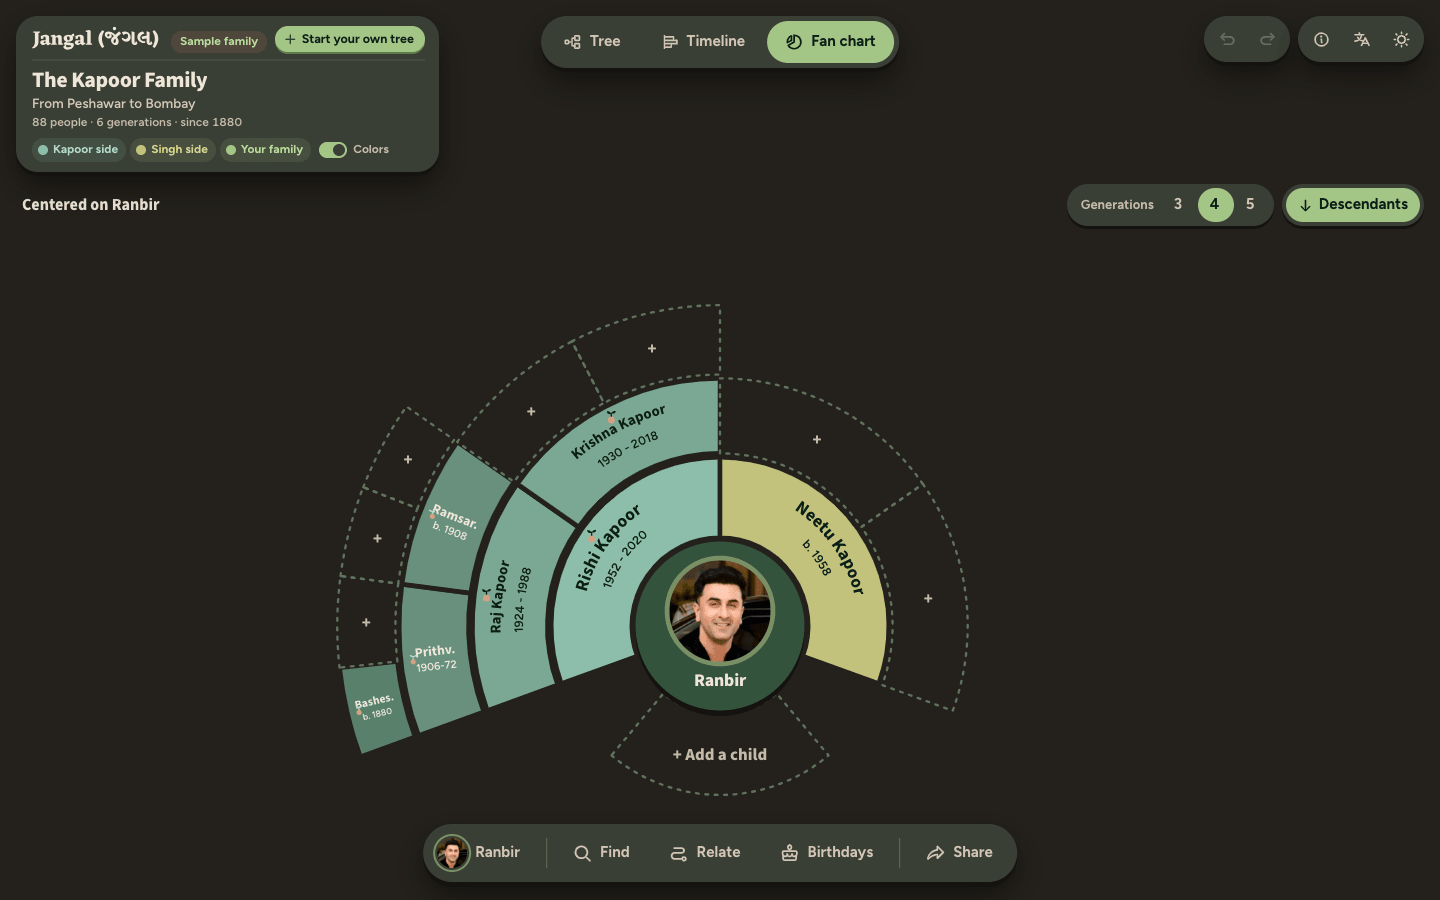 Jangal (જંગલ)
Sample family
+ Start your own tree
The Kapoor Family
From Peshawar to Bombay
88 people · 6 generations · since 1880
Kapoor side
Singh side
Your family
Colors
Tree
Timeline
Fan chart
Centered on Ranbir
Generations
3
4
5
↓ Descendants
+
+
+
+
+
+
+
Krishna Kapoor
1930 - 2018
Rishi Kapoor
1952 - 2020
Neetu Kapoor
b. 1958
Ramsar.
b. 1908
Raj Kapoor
1924 - 1988
Prithv.
1906-72
Bashes.
b. 1880
Ranbir
+ Add a child
Ranbir
Find
Relate
Birthdays
Share